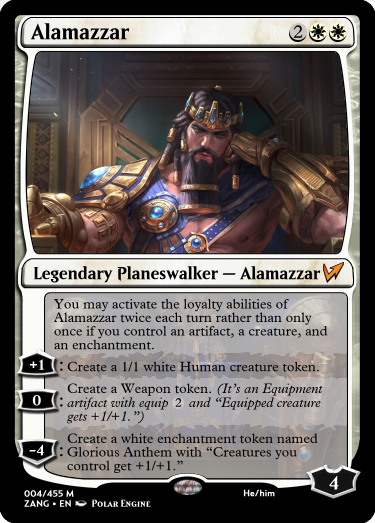 Alamazzar 2
Legendary Planeswalker — Alamazzar
You may activate the loyalty abilities of
Alamazzar twice each turn rather than only
once if you control an artifact, a creature, and
an enchantment.
+1 : Create a 1/1 white Human creature token.
Create a Weapon token. (It's an Equipment
0 : artifact with equip 2 and "Equipped creature
gets +1/+1.")
Create a white enchantment token named
-4 : Glorious Anthem with "Creatures you
control get +1/+1."
4
004/455 M He/him
ZANG • EN POLAR ENGINE